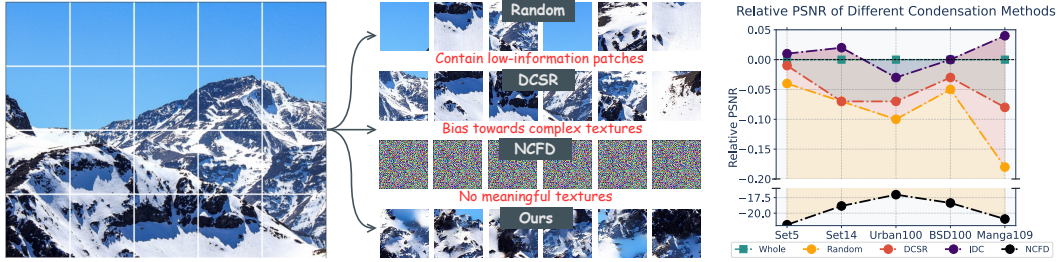 Random
Contain low-information patches
DCSR
Bias towards complex textures
NCFD
No meaningful textures
Ours
Relative PSNR of Different Condensation Methods
Relative PSNR
0.05
0.00
−0.05
−0.10
−0.15
−0.20
−17.5
−20.0
Set5 Set14 Urban100 BSD100 Manga109
Whole Random DCSR JDC NCFD